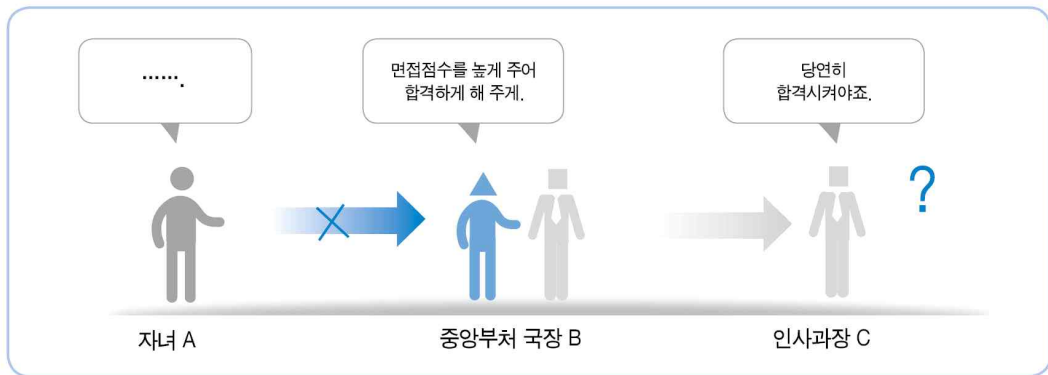 …….
면접점수를 높게 주어
합격하게 해 주게.
당연히
합격시켜야죠.
?
자녀 A
중앙부처 국장 B
인사과장 C